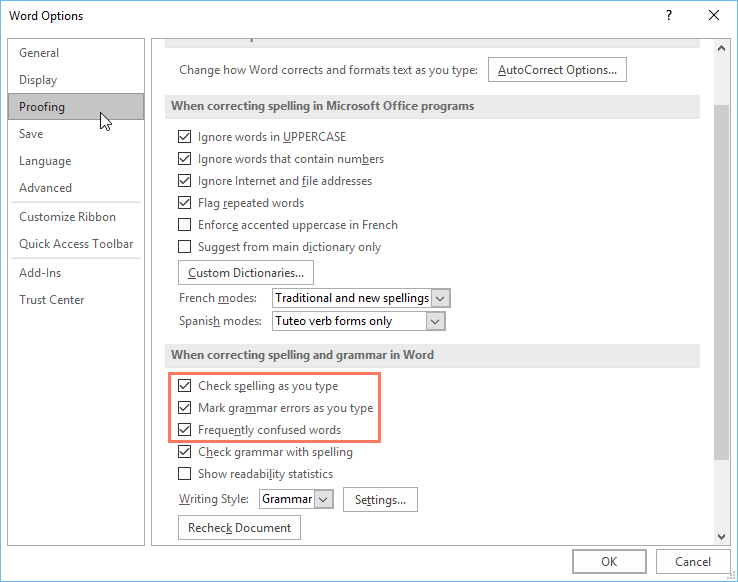 Word Options
?
General
Display
Proofing
Save
Language
Advanced
Customize Ribbon
Quick Access Toolbar
Add-Ins
Trust Center
Change how Word corrects and formats text as you type: AutoCorrect Options...
When correcting spelling in Microsoft Office programs
Ignore words in UPPERCASE
Ignore words that contain numbers
Ignore Internet and file addresses
Flag repeated words
Enforce accented uppercase in French
Suggest from main dictionary only
Custom Dictionaries...
French modes: Traditional and new spellings
Spanish modes: Tuteo verb forms only
When correcting spelling and grammar in Word
Check spelling as you type
Mark grammar errors as you type
Frequently confused words
Check grammar with spelling
Show readability statistics
Writing Style: Grammar Settings...
Recheck Document
OK Cancel